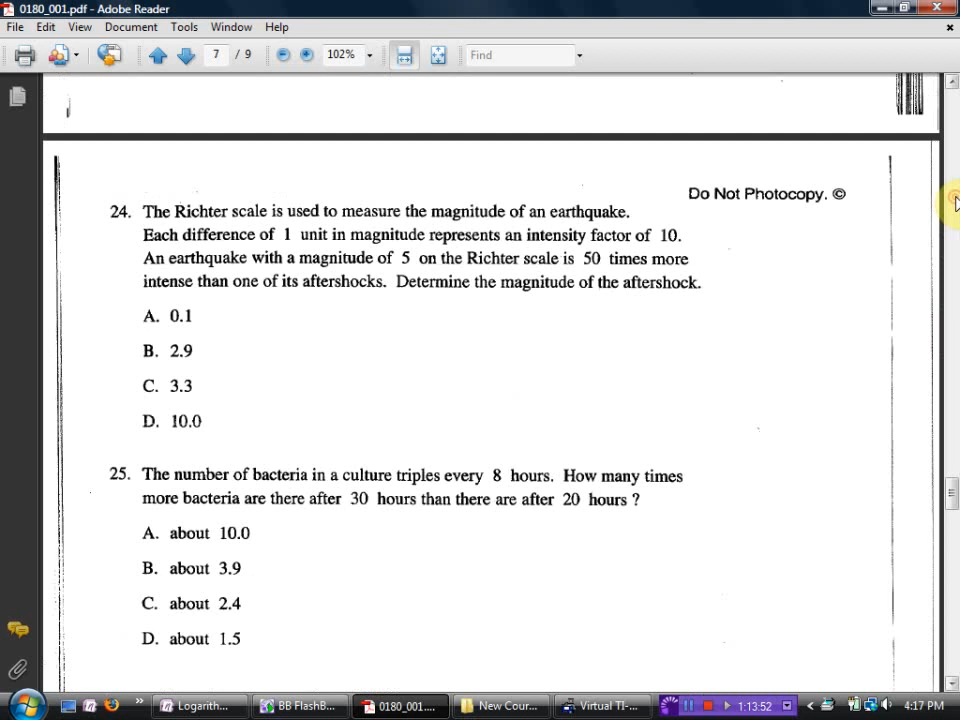 0180_001.pdf - Adobe Reader
File Edit View Document Tools Window Help
7 / 9 102% Find
Do Not Photocopy. ©
24. The Richter scale is used to measure the magnitude of an earthquake.
Each difference of 1 unit in magnitude represents an intensity factor of 10.
An earthquake with a magnitude of 5 on the Richter scale is 50 times more
intense than one of its aftershocks. Determine the magnitude of the aftershock.
A. 0.1
B. 2.9
C. 3.3
D. 10.0
25. The number of bacteria in a culture triples every 8 hours. How many times
more bacteria are there after 30 hours than there are after 20 hours ?
A. about 10.0
B. about 3.9
C. about 2.4
D. about 1.5
Logarith... BB FlashB... 0180_001.... New Cour... Virtual TI-... 1:13:52 4:17 PM